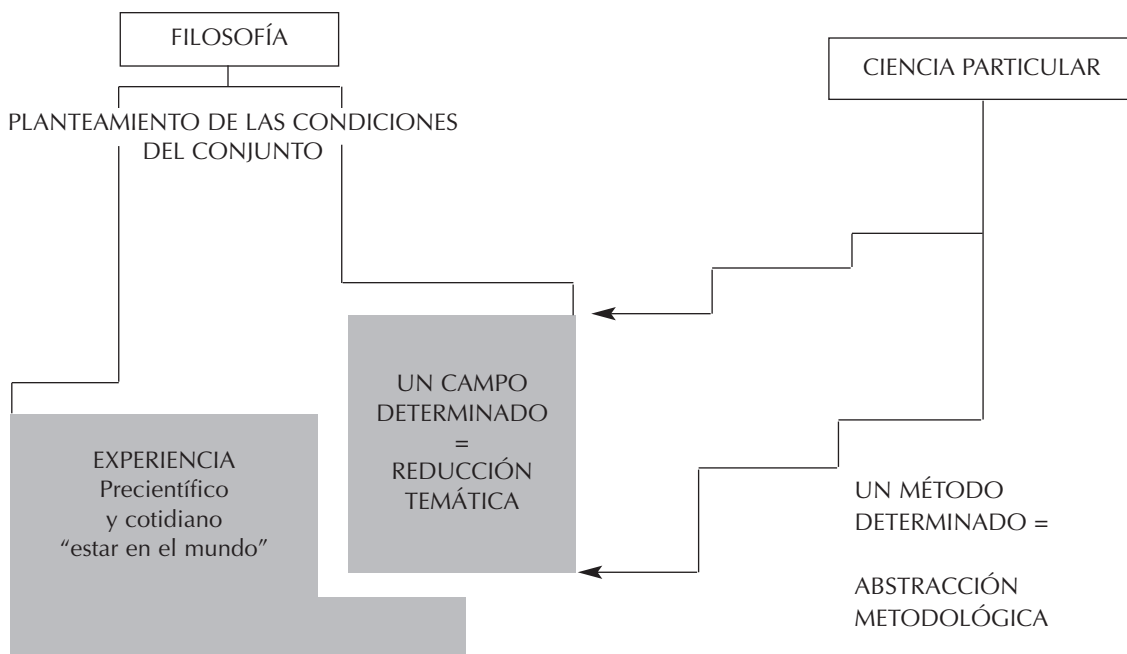 FILOSOFÍA
CIENCIA PARTICULAR
PLANTEAMIENTO DE LAS CONDICIONES
DEL CONJUNTO
UN CAMPO
DETERMINADO
=
REDUCCIÓN
TEMÁTICA
EXPERIENCIA
Precientífico
y cotidiano
“estar en el mundo”
UN MÉTODO
DETERMINADO =
ABSTRACCIÓN
METODOLÓGICA